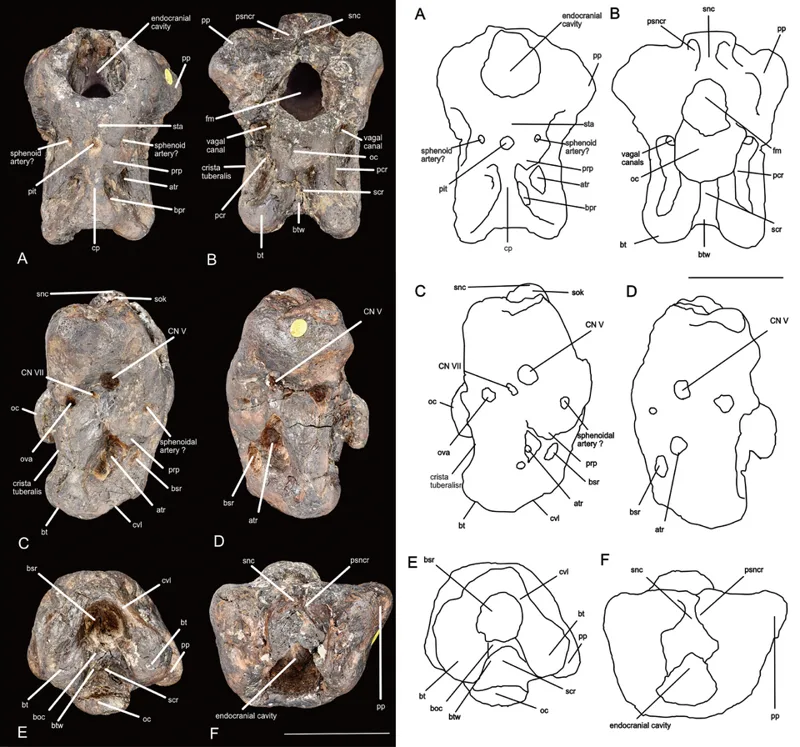 endocranial
cavity
pp
sta
sphenoid
artery?
sphenoid
artery?
pit
prp
atr
bpr
cp
A
psncr
snc
pp
fm
vagal
canal
vagal
canal
crista
tuberalis
oc
pcr
pcr
scr
bt
btw
B
A
endocranial
cavity
pp
sta
sphenoid
artery?
sphenoid
artery?
prp
pit
atr
bpr
cp
B
snc
psncr
pp
fm
vagal
canals
oc
pcr
scr
bt
btw
snc
sok
CN V
CN VII
oc
ova
sphenoidal
artery ?
crista
tuberalis
prp
bsr
atr
bt
cvl
C
CN V
bsr
atr
D
C
snc
sok
CN V
CN VII
oc
ova
sphenoidal
artery ?
crista
tuberalisr
prp
bsr
atr
bt
cvl
D
CN V
bsr
atr
bsr
cvl
bt
pp
bt
boc
btw
scr
oc
E
snc
psncr
endocranial cavity
pp
F
E
bsr
cvl
bt
pp
bt
boc
btw
scr
oc
F
snc
psncr
endocranial cavity
pp